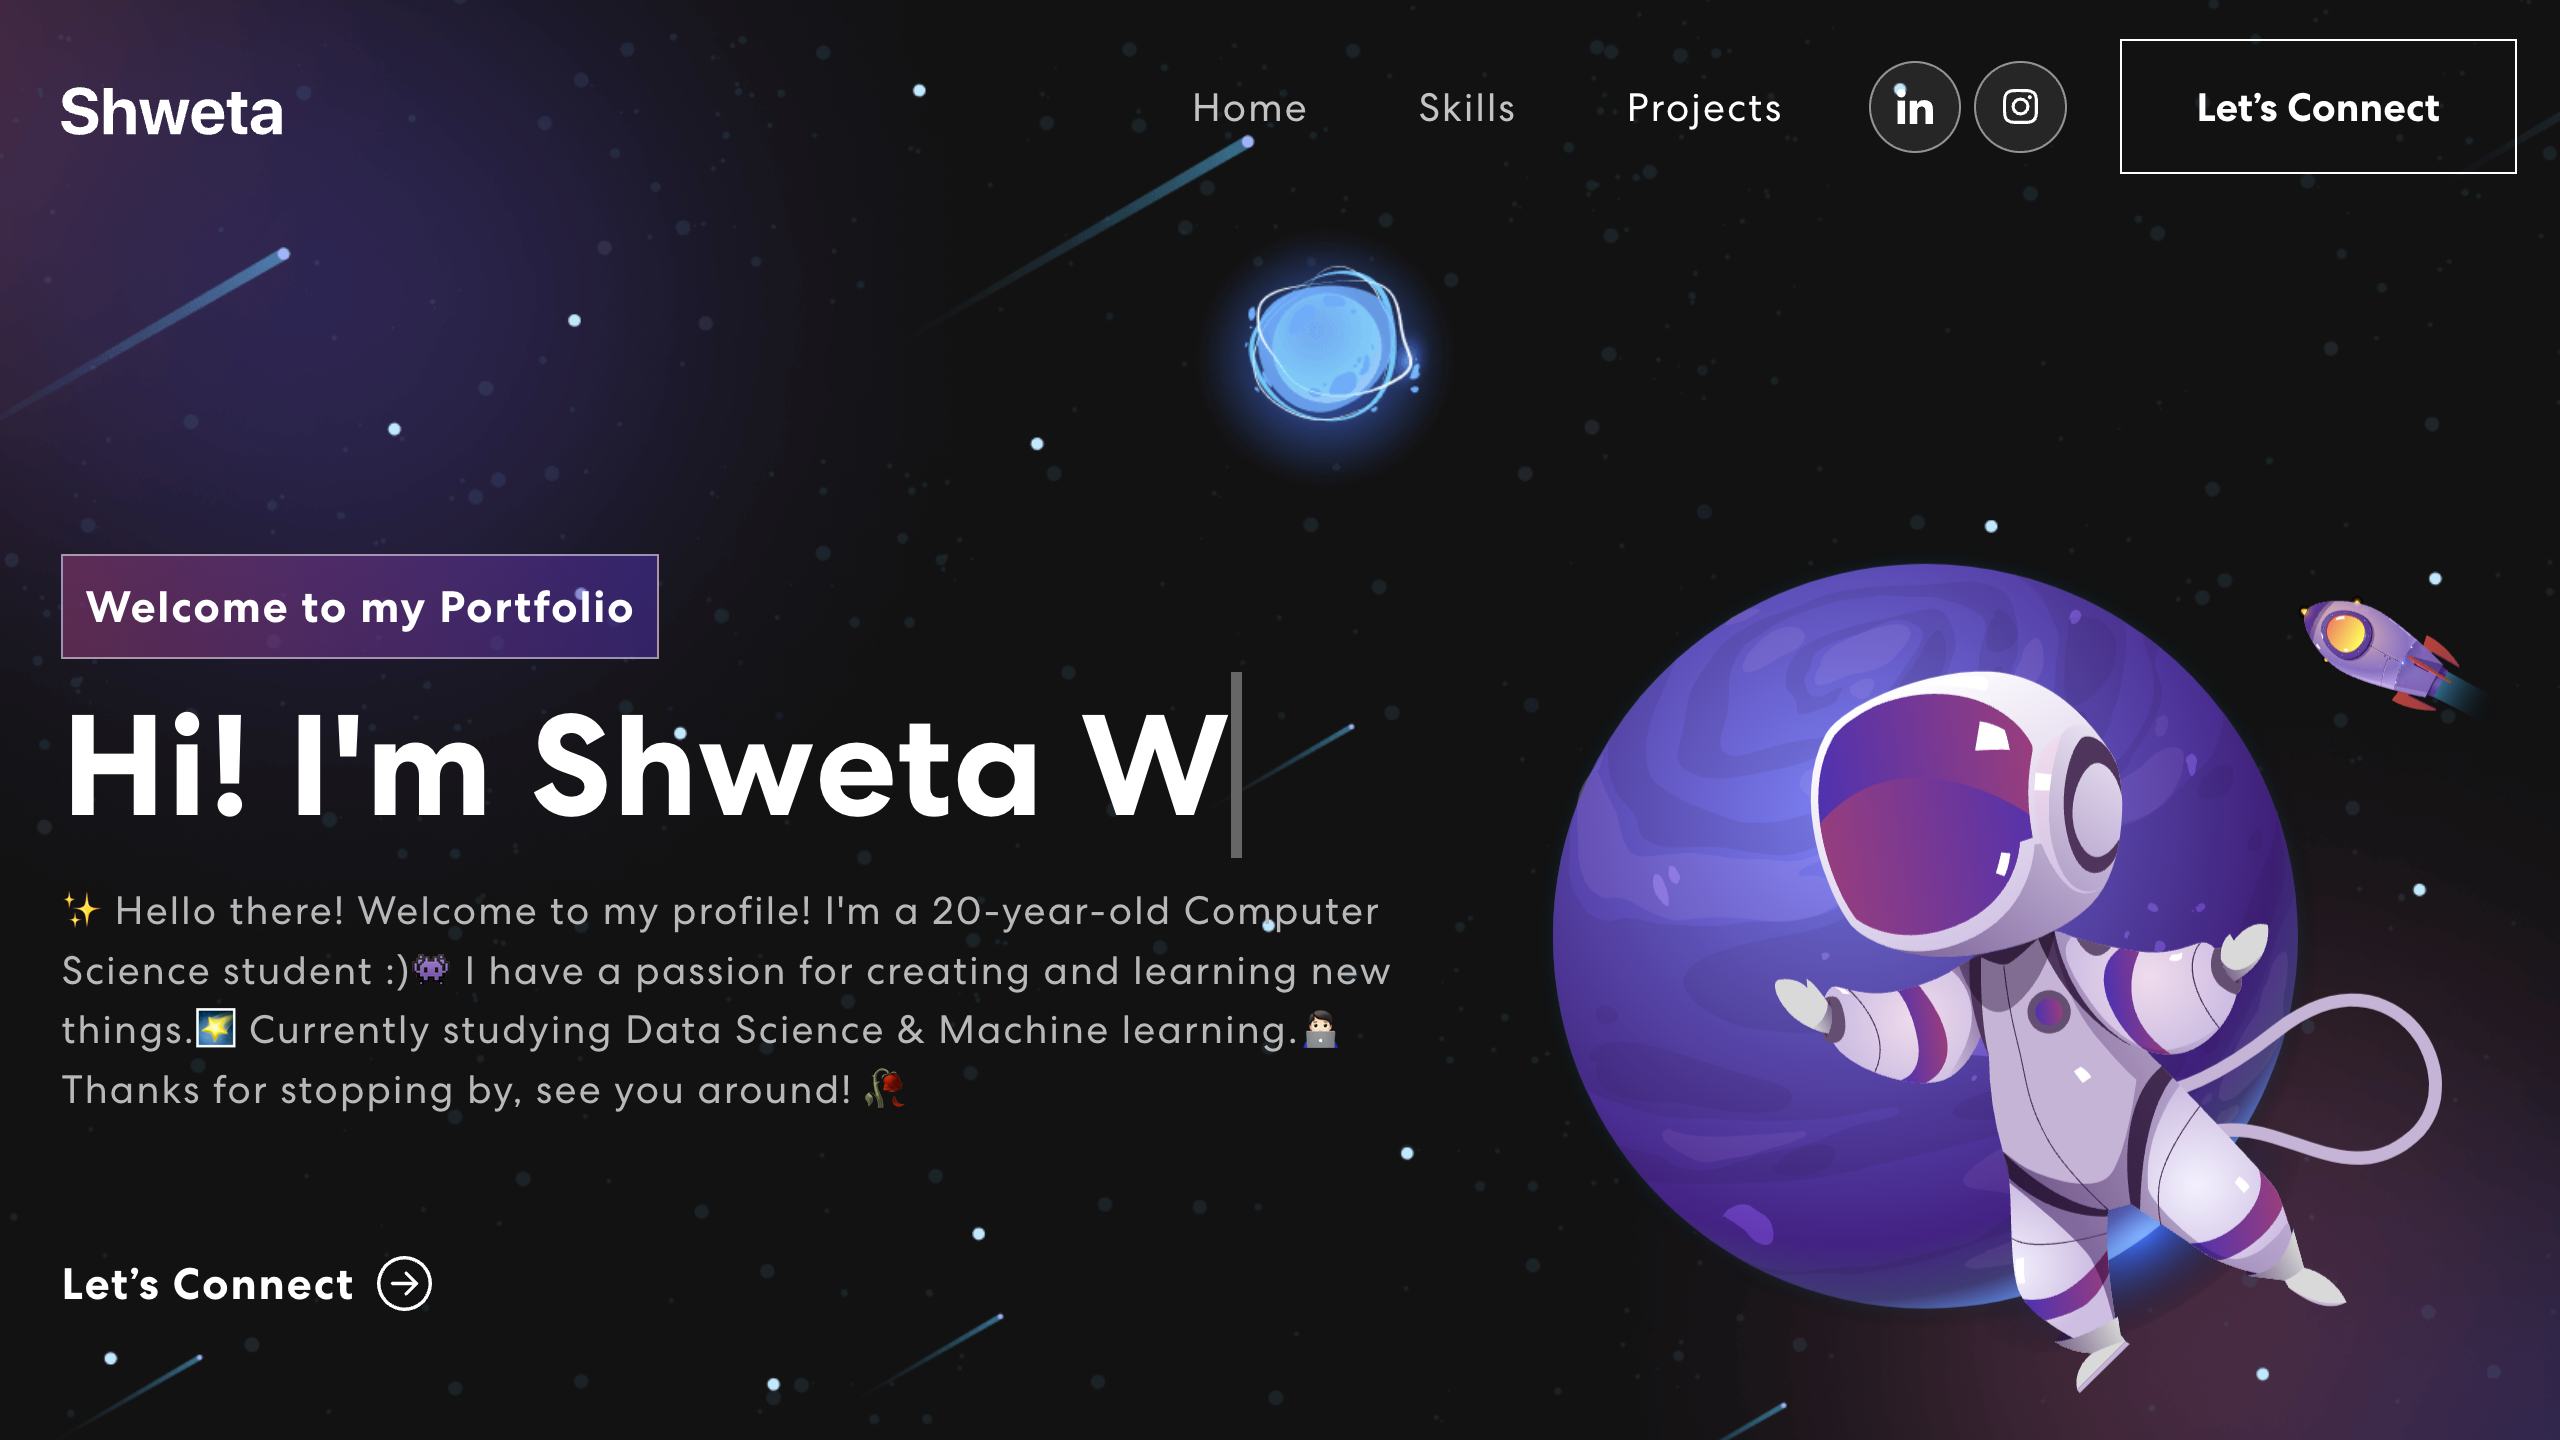 Shweta
Home Skills Projects in Let’s Connect
Welcome to my Portfolio
Hi! I'm Shweta W
✨ Hello there! Welcome to my profile! I'm a 20-year-old Computer
Science student :)👾 I have a passion for creating and learning new
things.🌠 Currently studying Data Science & Machine learning.👩🏻‍💻
Thanks for stopping by, see you around! 🥀
Let’s Connect